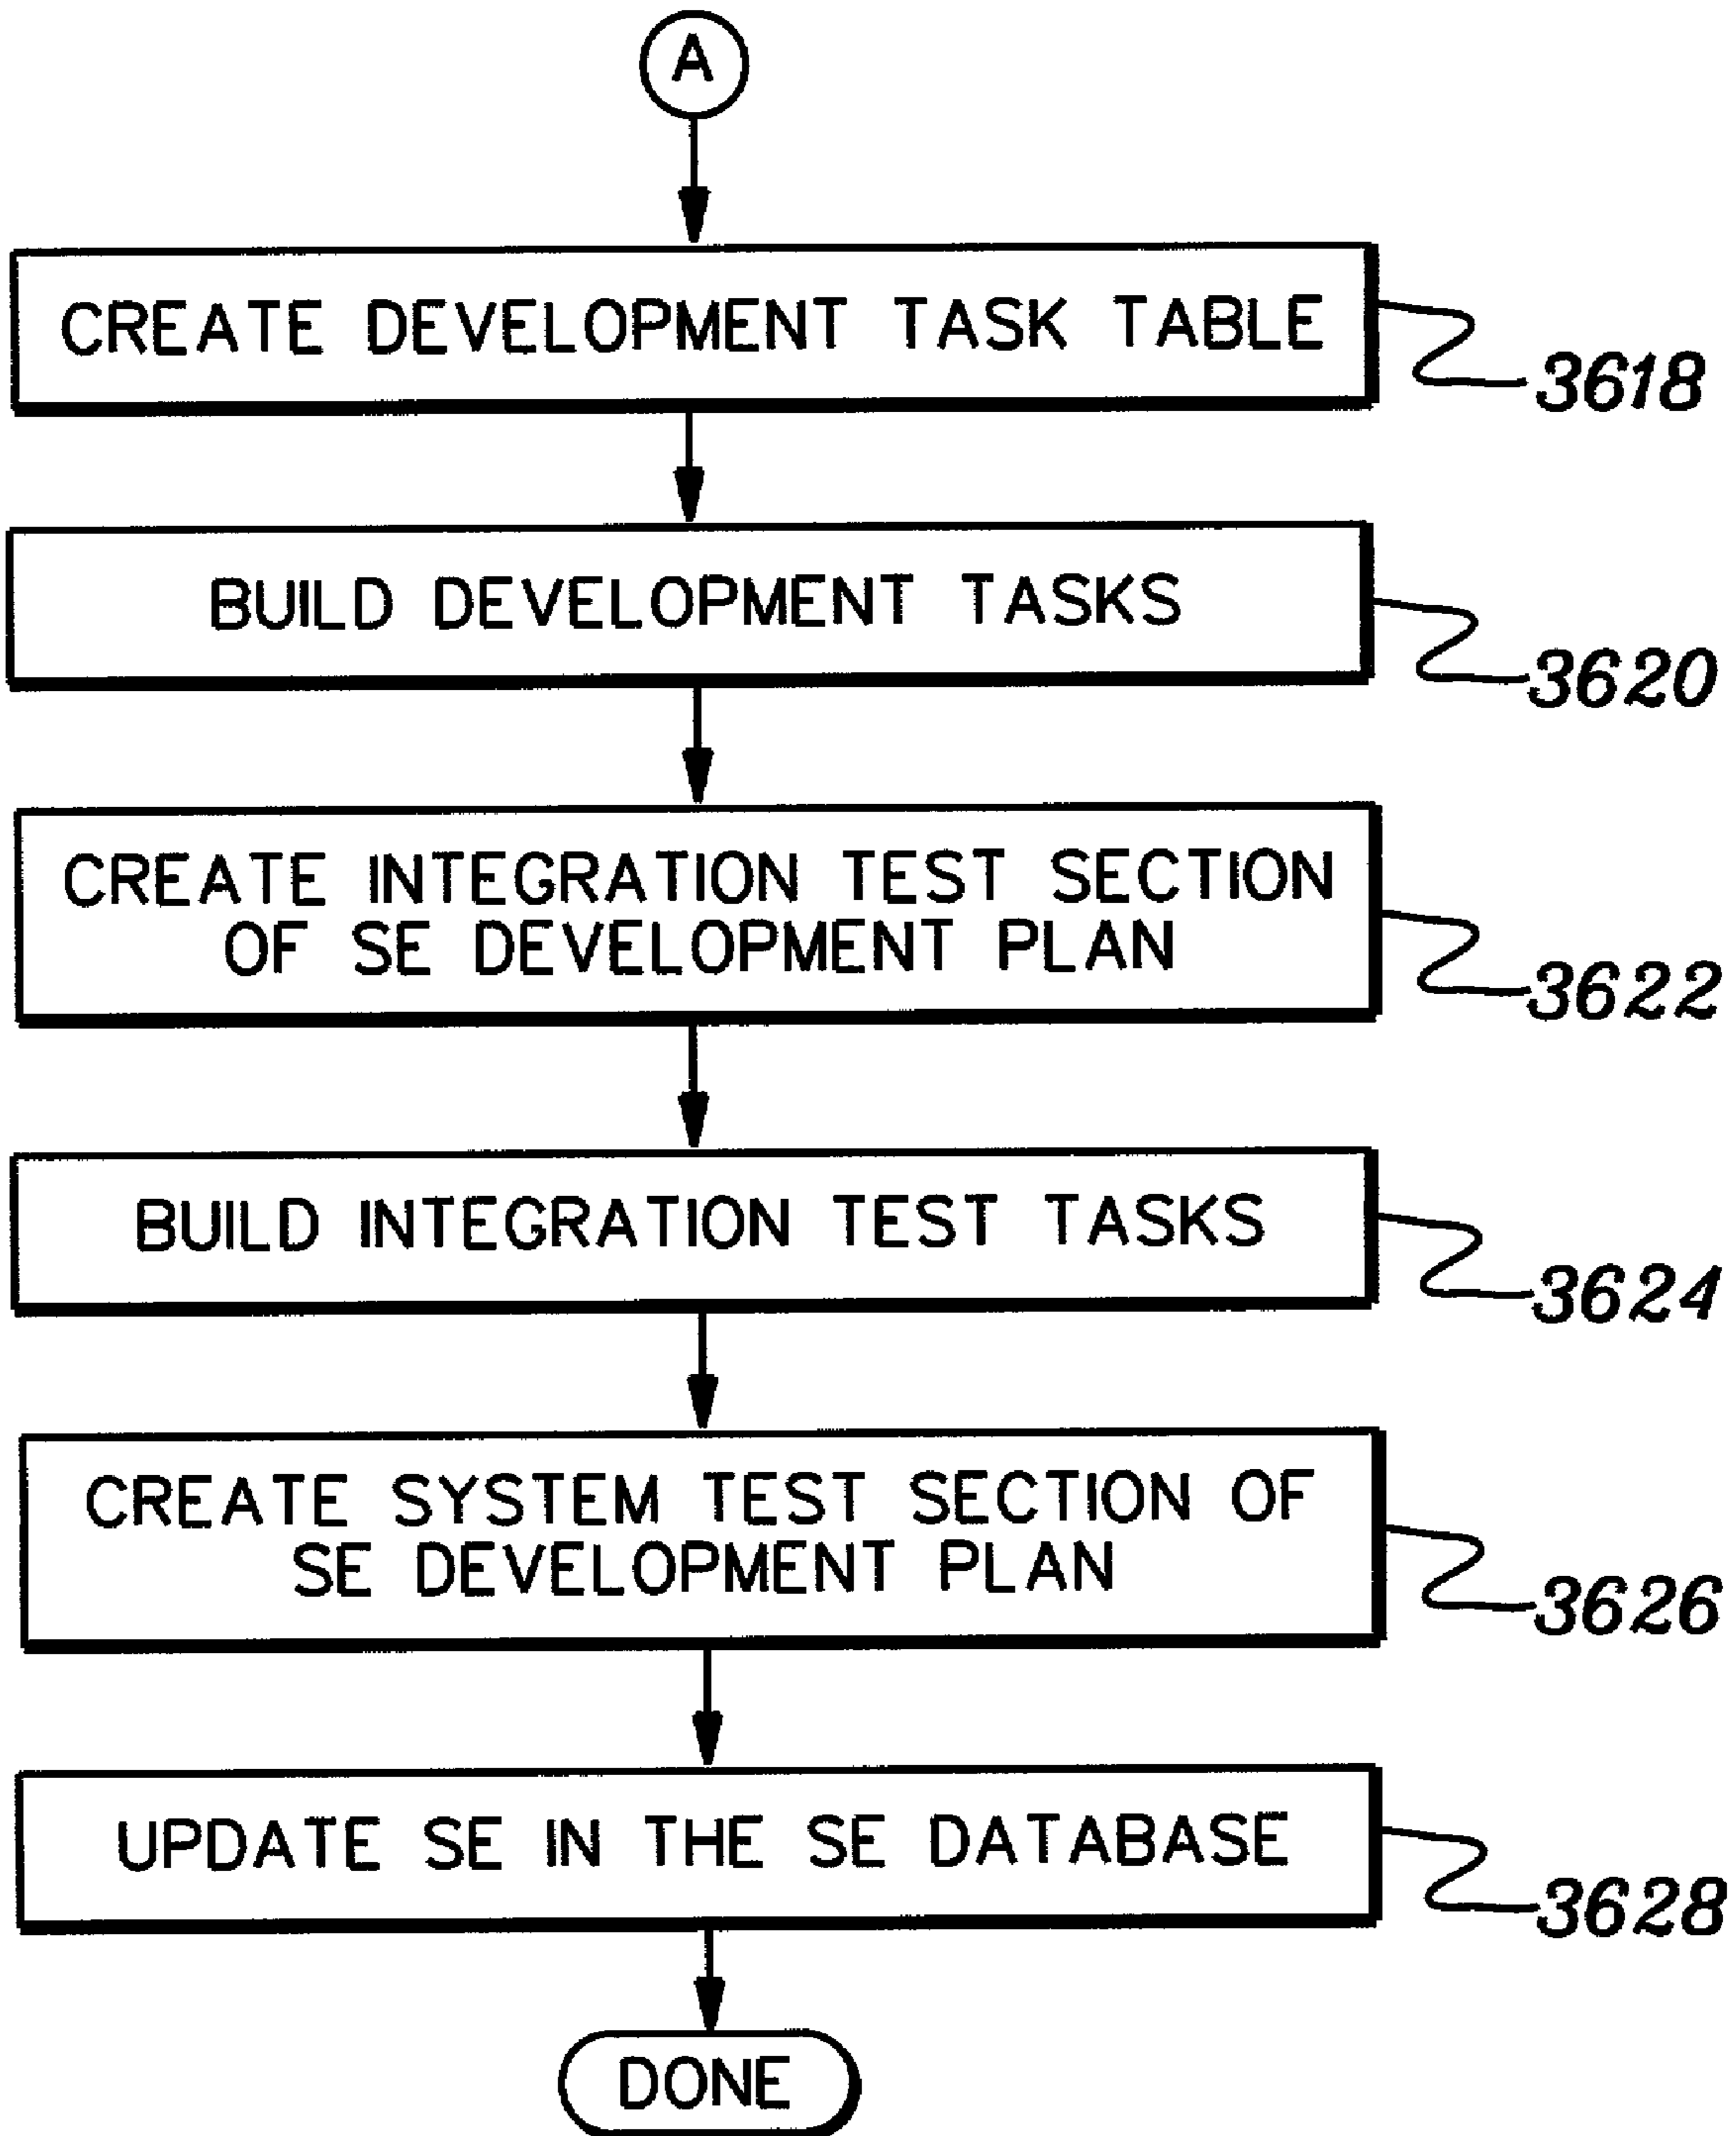 A
CREATE DEVELOPMENT TASK TABLE
3618
BUILD DEVELOPMENT TASKS
3620
CREATE INTEGRATION TEST SECTION
OF SE DEVELOPMENT PLAN
3622
BUILD INTEGRATION TEST TASKS
3624
CREATE SYSTEM TEST SECTION OF
SE DEVELOPMENT PLAN
3626
UPDATE SE IN THE SE DATABASE
3628
DONE